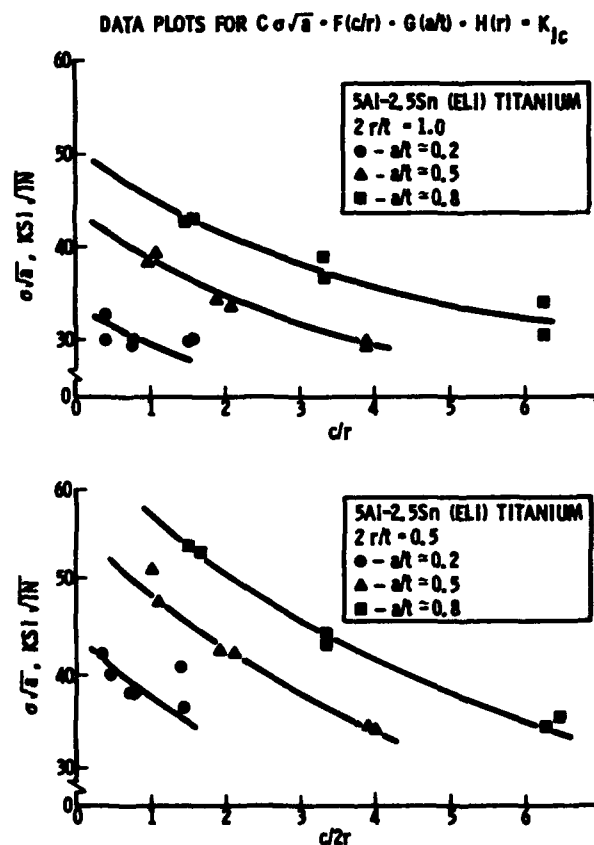 DATA PLOTS FOR C σ√a • F(c/r) • G(a/t) • H(r) = K_Ic
60
50
40
30
0
σ√a, KSI √IN
5Al-2.5Sn (ELI) TITANIUM
2 r/t = 1.0
● - a/t ≃ 0.2
▲ - a/t ≃ 0.5
■ - a/t ≃ 0.8
0 1 2 3 4 5 6
c/r
60
50
40
30
0
σ√a, KSI √IN
5Al-2.5Sn (ELI) TITANIUM
2 r/t = 0.5
● - a/t ≃ 0.2
▲ - a/t ≃ 0.5
■ - a/t ≃ 0.8
0 1 2 3 4 5 6
c/2r